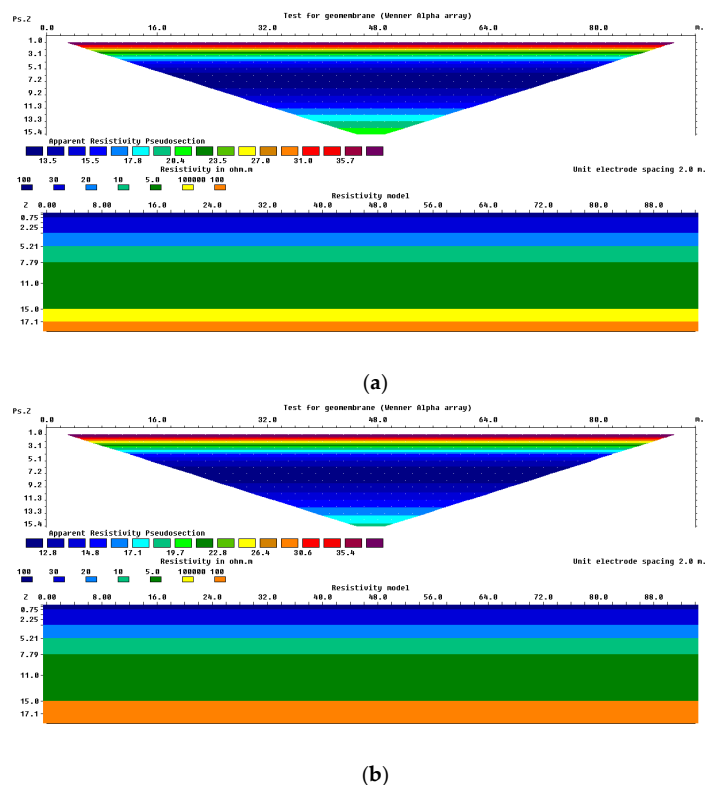 Test for geomembrane (Wenner Alpha array)
Ps.Z 0.0 16.0 32.0 48.0 64.0 80.0 m.
1.0
3.1
5.1
7.2
9.2
11.3
13.3
15.4
Apparent Resistivity Pseudosection
13.5 15.5 17.8 20.4 23.5 27.0 31.0 35.7
Resistivity in ohm.m Unit electrode spacing 2.0 m.
100 30 20 10 5.0 100000 100
Resistivity model
Z 0.00 8.00 16.0 24.0 32.0 40.0 48.0 56.0 64.0 72.0 80.0 88.0
0.75
2.25
5.21
7.79
11.0
15.0
17.1
(a)
Test for geomembrane (Wenner Alpha array)
Ps.Z 0.0 16.0 32.0 48.0 64.0 80.0 m.
1.0
3.1
5.1
7.2
9.2
11.3
13.3
15.4
Apparent Resistivity Pseudosection
12.8 14.8 17.1 19.7 22.8 26.4 30.6 35.4
Resistivity in ohm.m Unit electrode spacing 2.0 m.
100 30 20 10 5.0 100000 100
Resistivity model
Z 0.00 8.00 16.0 24.0 32.0 40.0 48.0 56.0 64.0 72.0 80.0 88.0
0.75
2.25
5.21
7.79
11.0
15.0
17.1
(b)